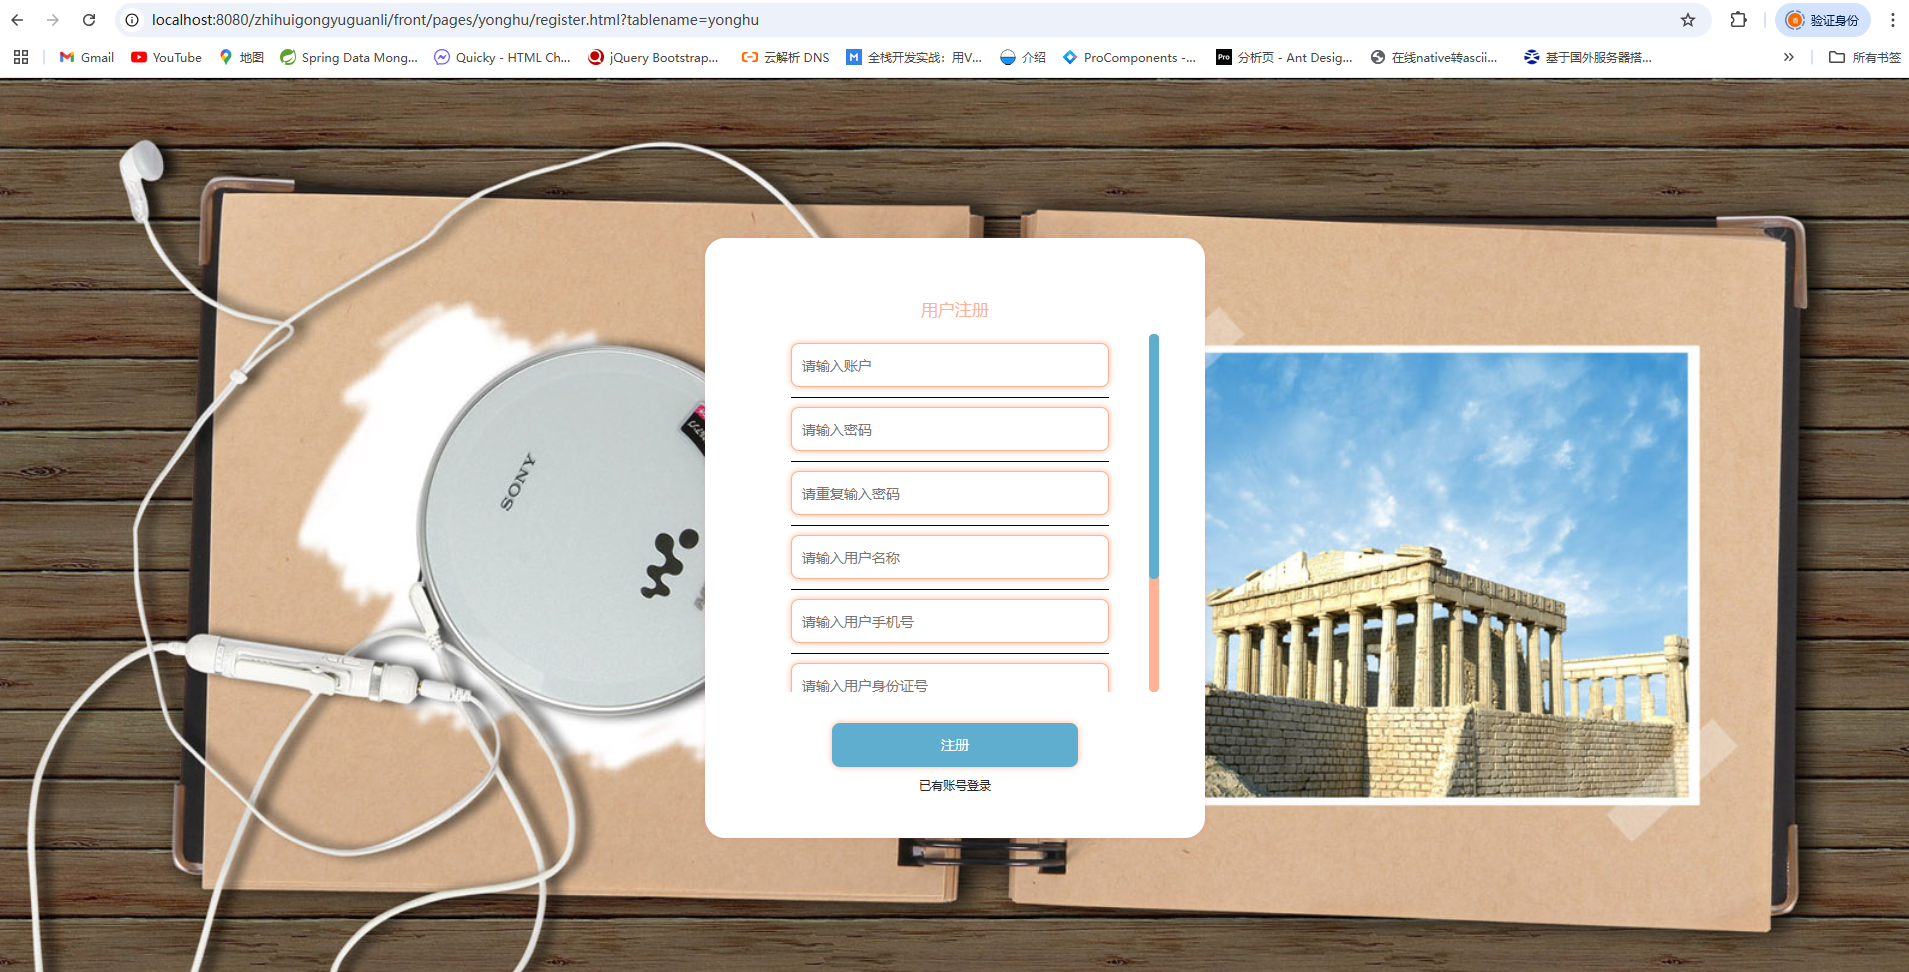 localhost:8080/zhihuigongyuguanli/front/pages/yonghu/register.html?tablename=yonghu
验证身份
Gmail
YouTube
地图
Spring Data Mong...
Quicky - HTML Ch...
jQuery Bootstrap...
云解析 DNS
全栈开发实战：用V...
介绍
ProComponents -...
Pro
分析页 - Ant Desig...
在线native转ascii...
基于国外服务器搭...
所有书签
用户注册
请输入账户
请输入密码
请重复输入密码
请输入用户名称
请输入用户手机号
请输入用户身份证号
注册
已有账号登录
SONY